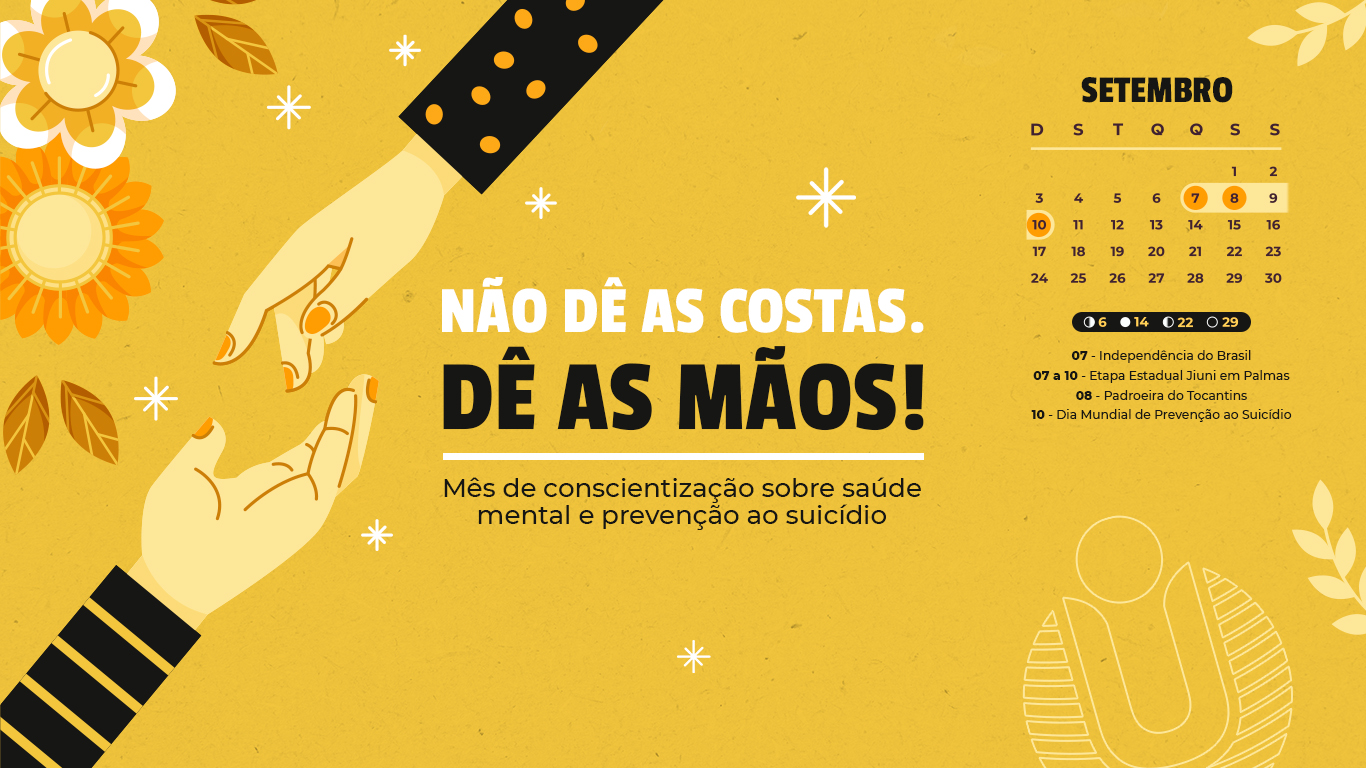 NÃO DÊ AS COSTAS.
DÊ AS MÃOS!
Mês de conscientização sobre saúde
mental e prevenção ao suicídio
SETEMBRO
D S T Q Q S S
1 2
3 4 5 6 7 8 9
10 11 12 13 14 15 16
17 18 19 20 21 22 23
24 25 26 27 28 29 30
6 14 22 29
07 - Independência do Brasil
07 a 10 - Etapa Estadual Jiuni em Palmas
08 - Padroeira do Tocantins
10 - Dia Mundial de Prevenção ao Suicídio